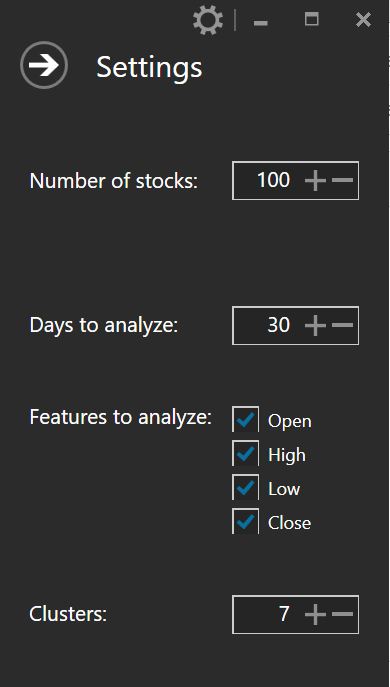 Settings
Number of stocks: 100
Days to analyze: 30
Features to analyze: Open
High
Low
Close
Clusters: 7